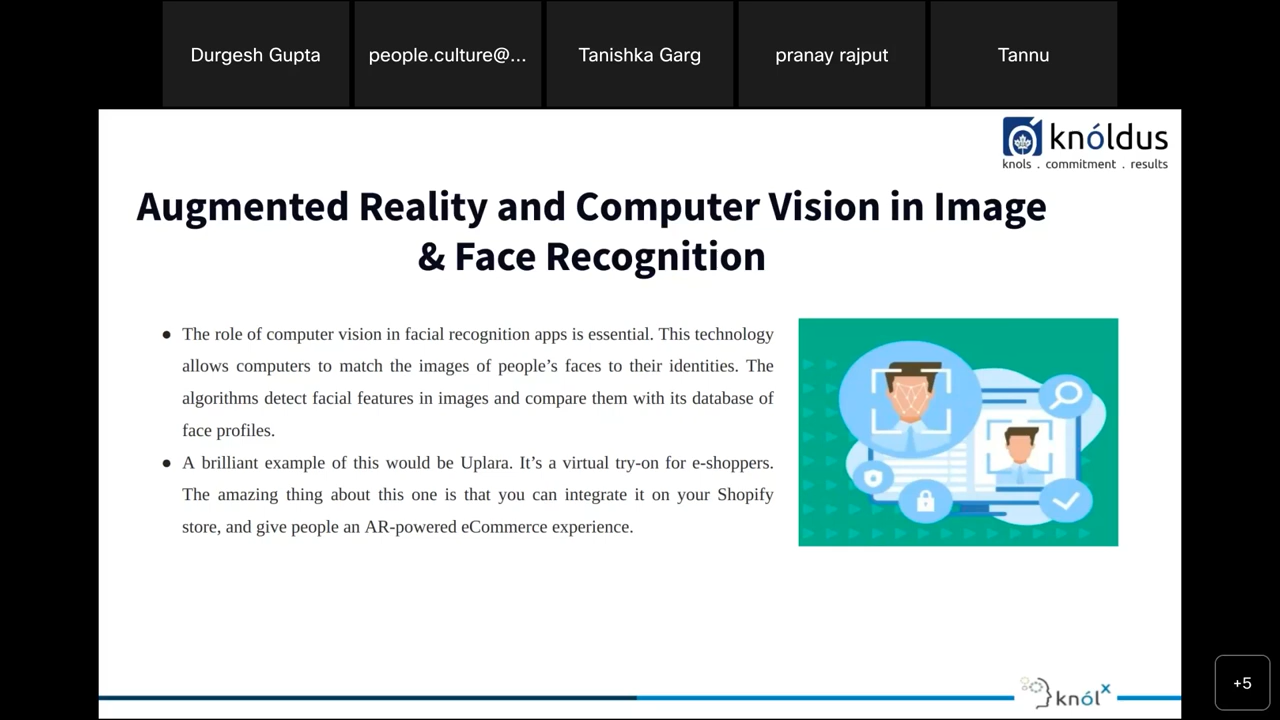 Durgesh Gupta
people.culture@...
Tanishka Garg
pranay rajput
Tannu
knóldus
knols . commitment . results
Augmented Reality and Computer Vision in Image
& Face Recognition
● The role of computer vision in facial recognition apps is essential. This technology
allows computers to match the images of people’s faces to their identities. The
algorithms detect facial features in images and compare them with its database of
face profiles.
● A brilliant example of this would be Uplara. It’s a virtual try-on for e-shoppers.
The amazing thing about this one is that you can integrate it on your Shopify
store, and give people an AR-powered eCommerce experience.
knólx
+5